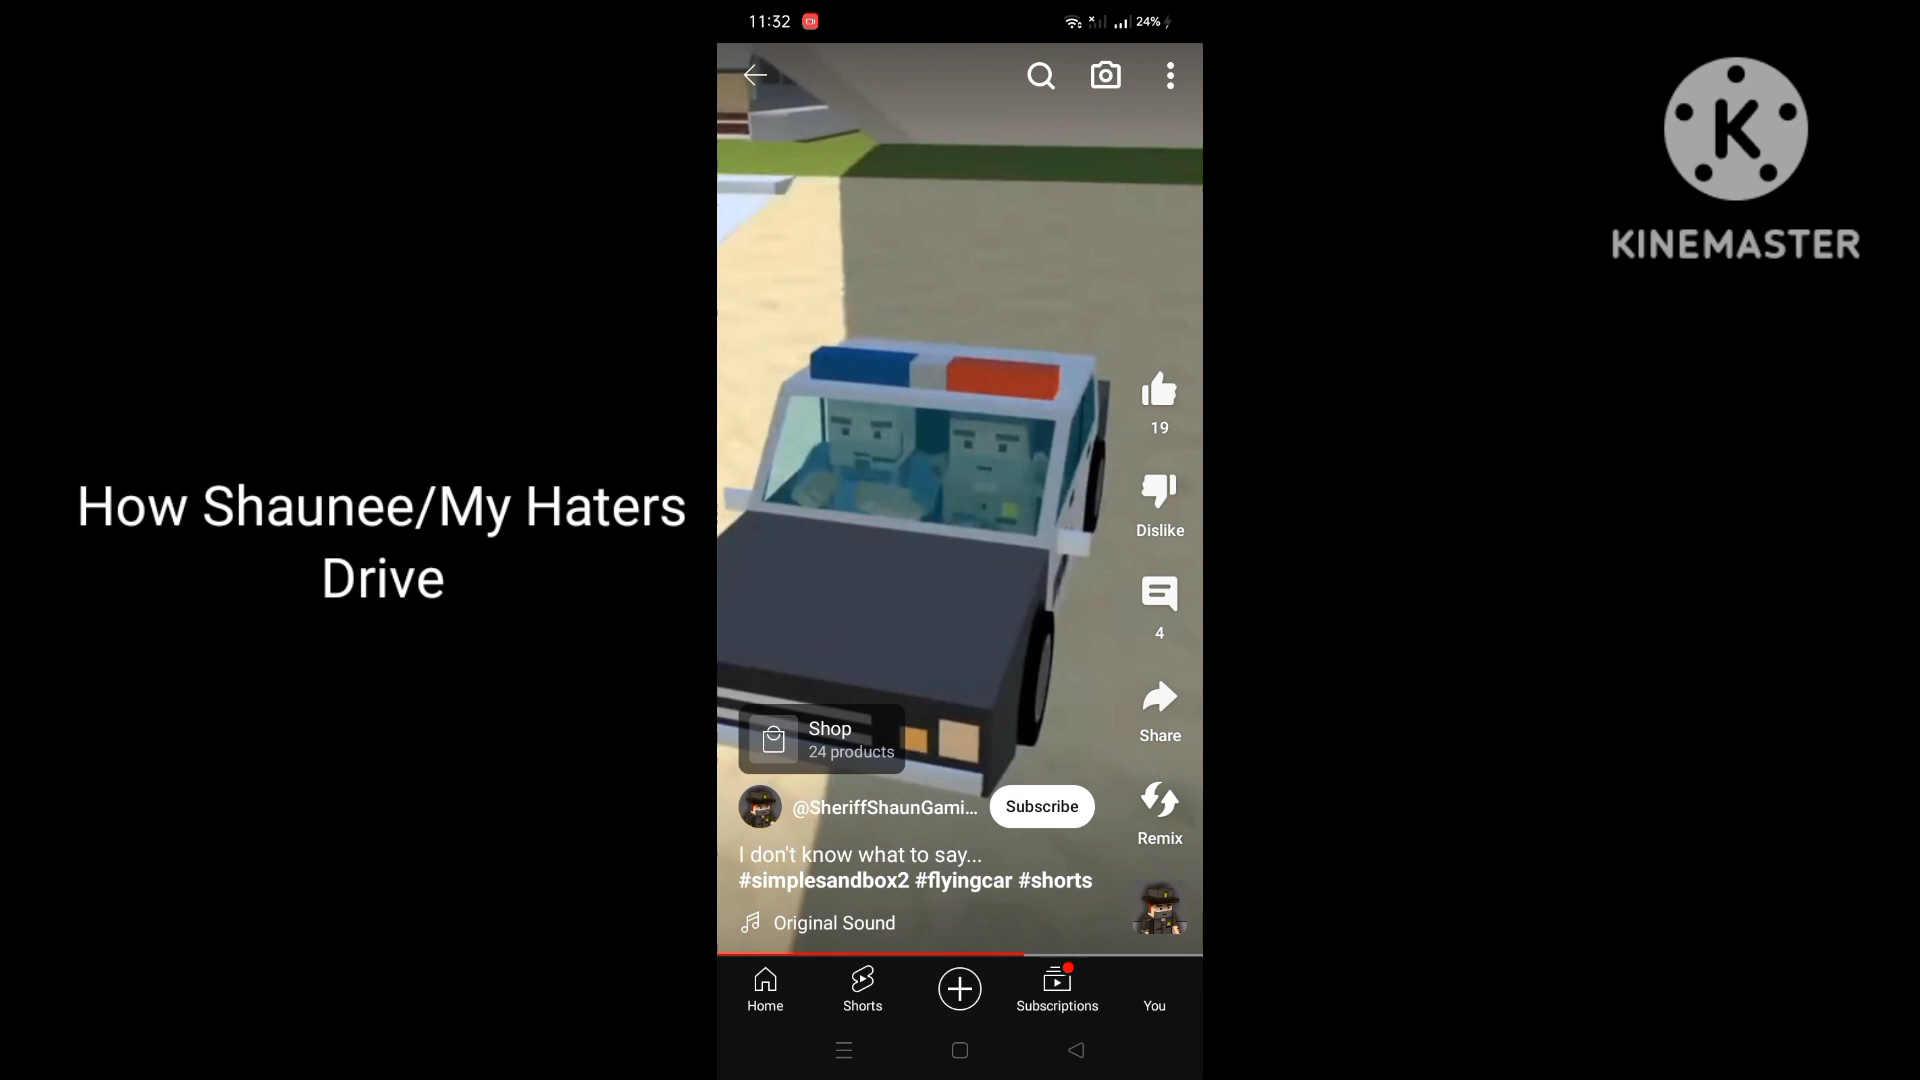 11:32
24%
K
KINEMASTER
How Shaunee/My Haters
Drive
19
Dislike
4
Share
Shop
24 products
@SheriffShaunGami...
Subscribe
Remix
I don't know what to say...
#simplesandbox2 #flyingcar #shorts
Original Sound
Home
Shorts
Subscriptions
You